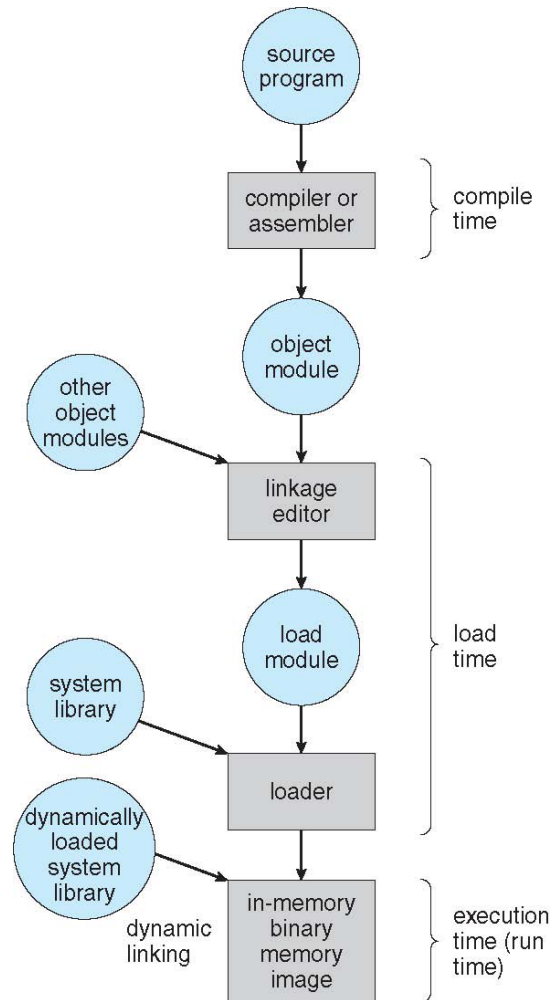 source
program
compiler or
assembler
compile
time
object
module
other
object
modules
linkage
editor
load
module
load
time
system
library
loader
dynamically
loaded
system
library
dynamic
linking
in-memory
binary
memory
image
execution
time (run
time)